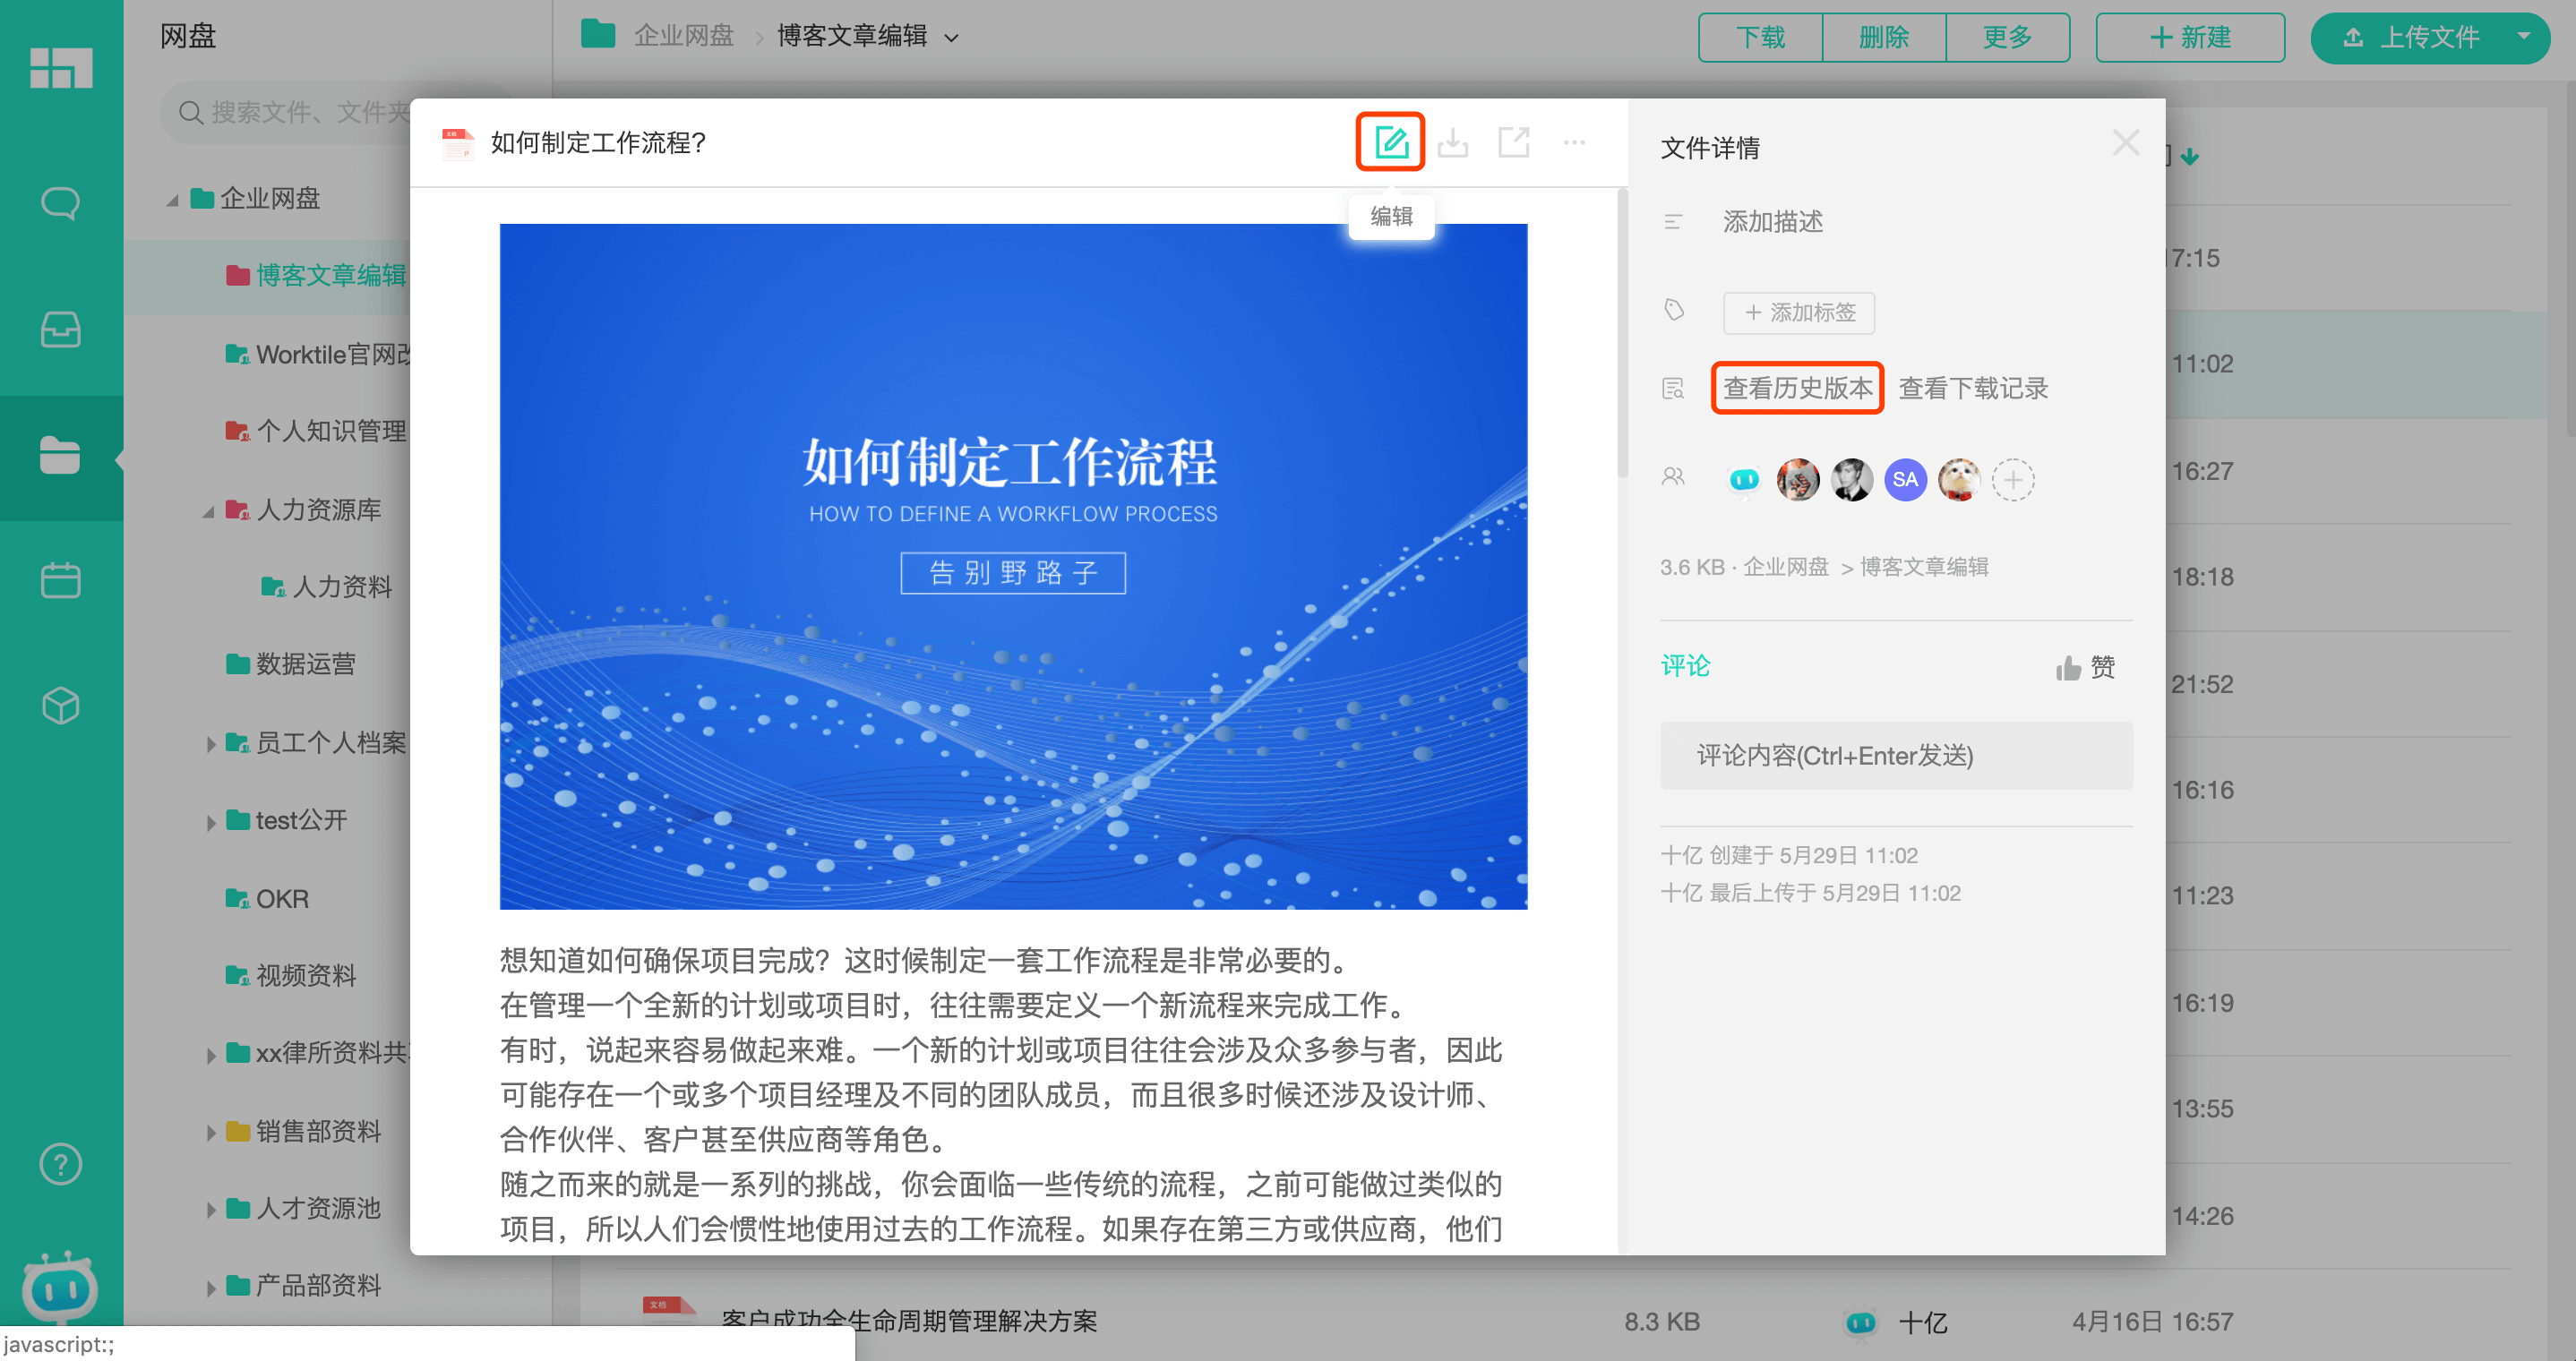 网盘
搜索文件、文件夹
企业网盘
博客文章编辑
Worktile官网改
个人知识管理
人力资源库
人力资料
数据运营
员工个人档案
test公开
OKR
视频资料
xx律所资料共
销售部资料
人才资源池
产品部资料
javascript:;
企业网盘 > 博客文章编辑
下载 删除 更多
+ 新建
上传文件
文档
如何制定工作流程?
编辑
如何制定工作流程
HOW TO DEFINE A WORKFLOW PROCESS
告别野路子
想知道如何确保项目完成？这时候制定一套工作流程是非常必要的。
在管理一个全新的计划或项目时，往往需要定义一个新流程来完成工作。
有时，说起来容易做起来难。一个新的计划或项目往往会涉及众多参与者，因此
可能存在一个或多个项目经理及不同的团队成员，而且很多时候还涉及设计师、
合作伙伴、客户甚至供应商等角色。
随之而来的就是一系列的挑战，你会面临一些传统的流程，之前可能做过类似的
项目，所以人们会惯性地使用过去的工作流程。如果存在第三方或供应商，他们
文件详情
添加描述
+ 添加标签
查看历史版本 查看下载记录
SA
3.6 KB · 企业网盘 > 博客文章编辑
评论
赞
评论内容(Ctrl+Enter发送)
十亿 创建于 5月29日 11:02
十亿 最后上传于 5月29日 11:02
17:15
11:02
16:27
18:18
21:52
16:16
11:23
16:19
13:55
14:26
文档
客户成功全生命周期管理解决方案
8.3 KB
十亿
4月16日 16:57